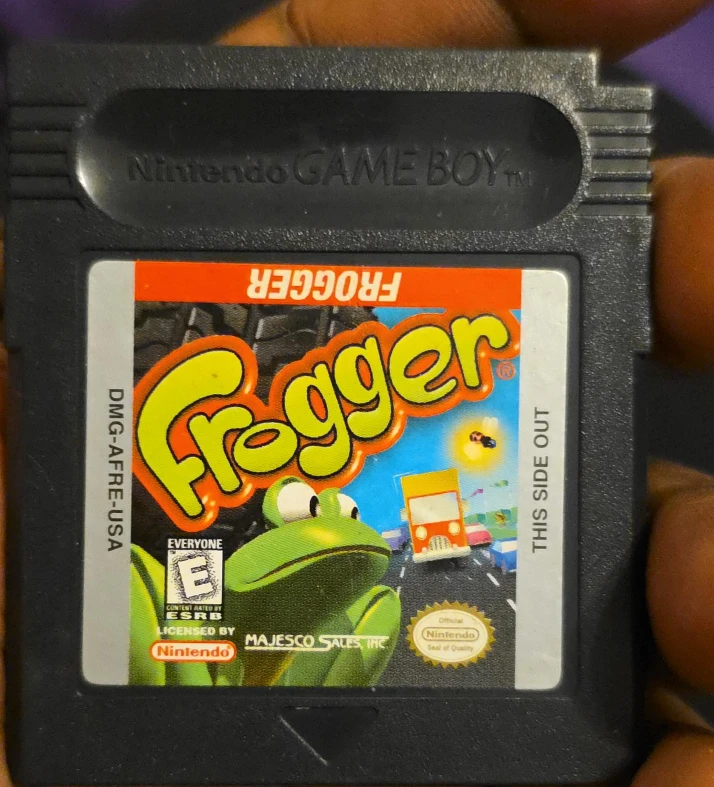 Nintendo GAME BOY TM
FROGGER
Frogger®
DMG-AFRE-USA
THIS SIDE OUT
EVERYONE
E
CONTENT RATED BY
ESRB
LICENSED BY
Nintendo®
MAJESCO SALES, INC
Official
Nintendo
Seal of Quality